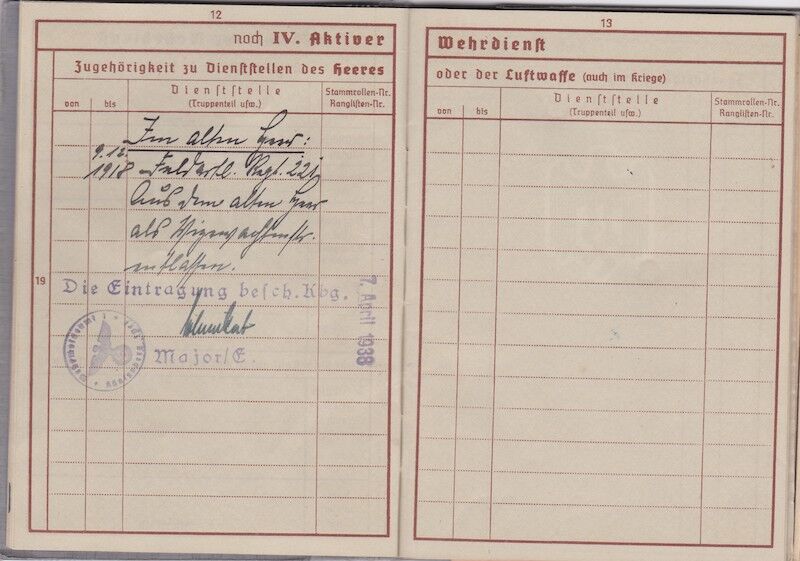 12
noch IV. Aktiver
Zugehörigkeit zu Dienststellen des Heeres
von
bis
Dienststelle
(Truppenteil usw.)
Stammrollen-Nr.
Ranglisten-Nr.
Im alten Heer:
9.12.
1918 Feldartl. Regt. 221
Aus dem alten Heer
als Vizewachtmstr.
entlassen.
19
Die Eintragung besch. Kbg.
7. April 1938
Major/E.
13
Wehrdienst
oder der Luftwaffe (auch im Kriege)
von
bis
Dienststelle
(Truppenteil usw.)
Stammrollen-Nr.
Ranglisten-Nr.